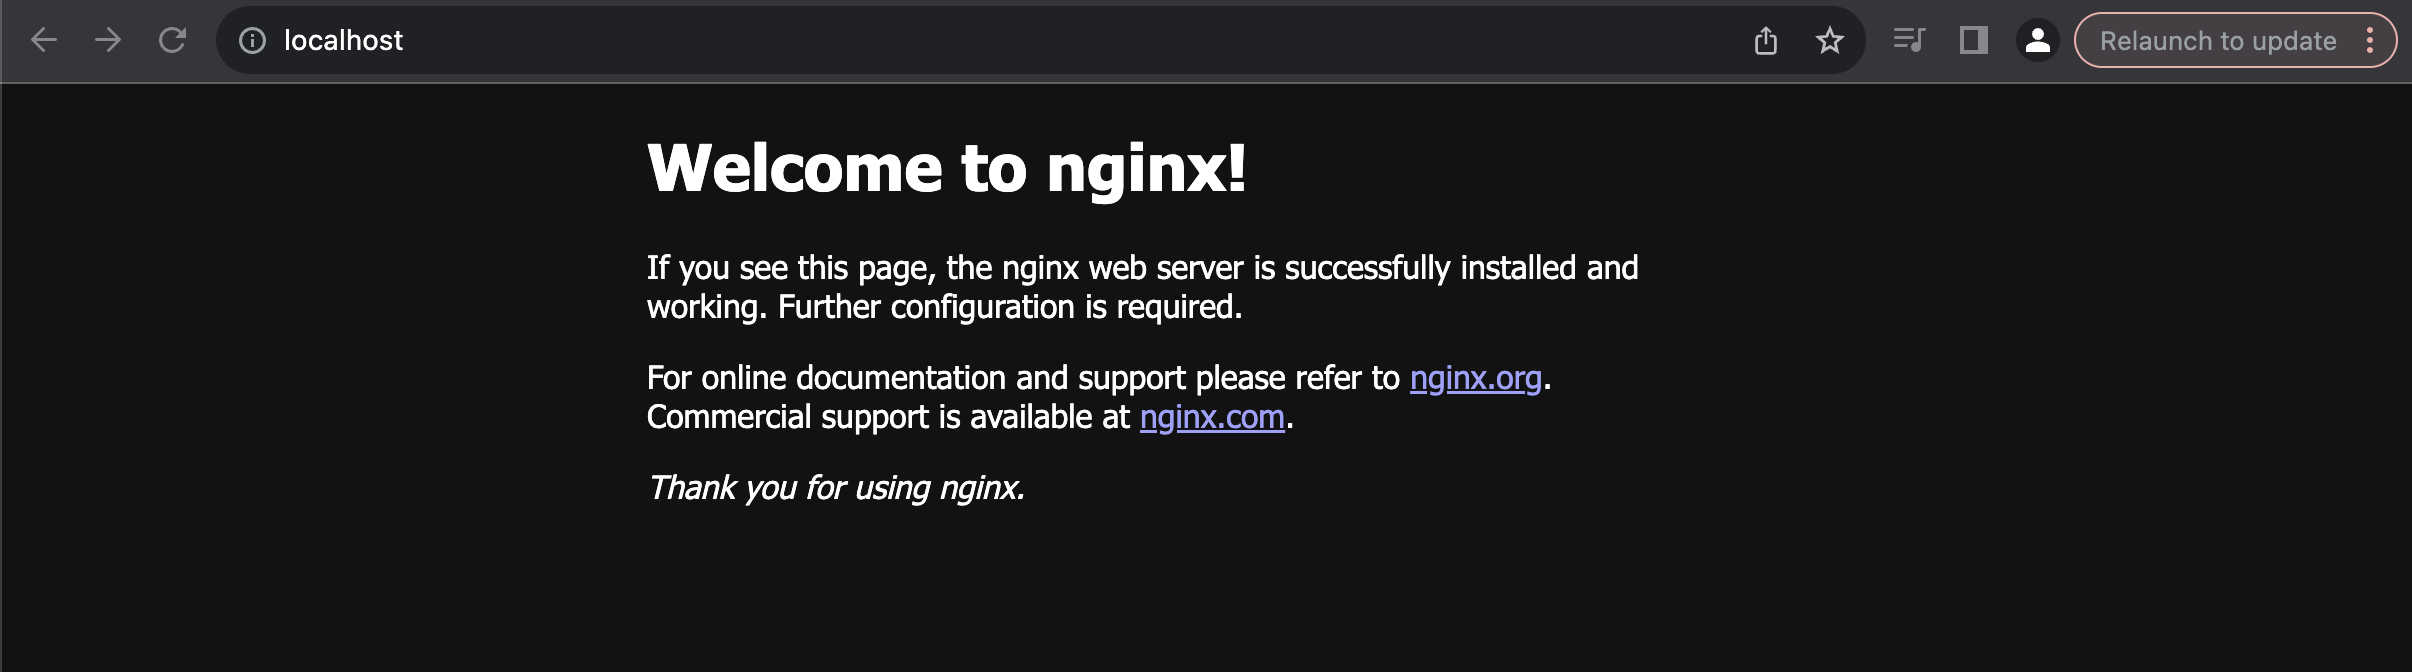 localhost
Relaunch to update
Welcome to nginx!
If you see this page, the nginx web server is successfully installed and
working. Further configuration is required.
For online documentation and support please refer to nginx.org.
Commercial support is available at nginx.com.
Thank you for using nginx.